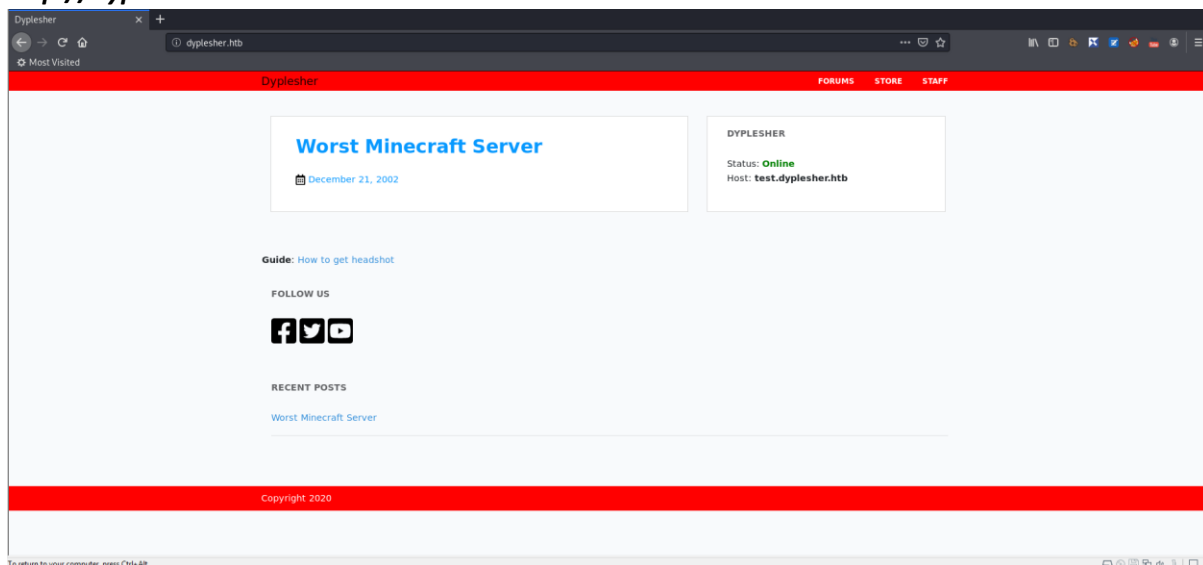 Dyplesher
dyplesher.htb
Most Visited
Dyplesher FORUMS STORE STAFF
Worst Minecraft Server
December 21, 2002
DYPLESHER
Status: Online
Host: test.dyplesher.htb
Guide: How to get headshot
FOLLOW US
RECENT POSTS
Worst Minecraft Server
Copyright 2020
To return to your computer, press Ctrl+Alt.